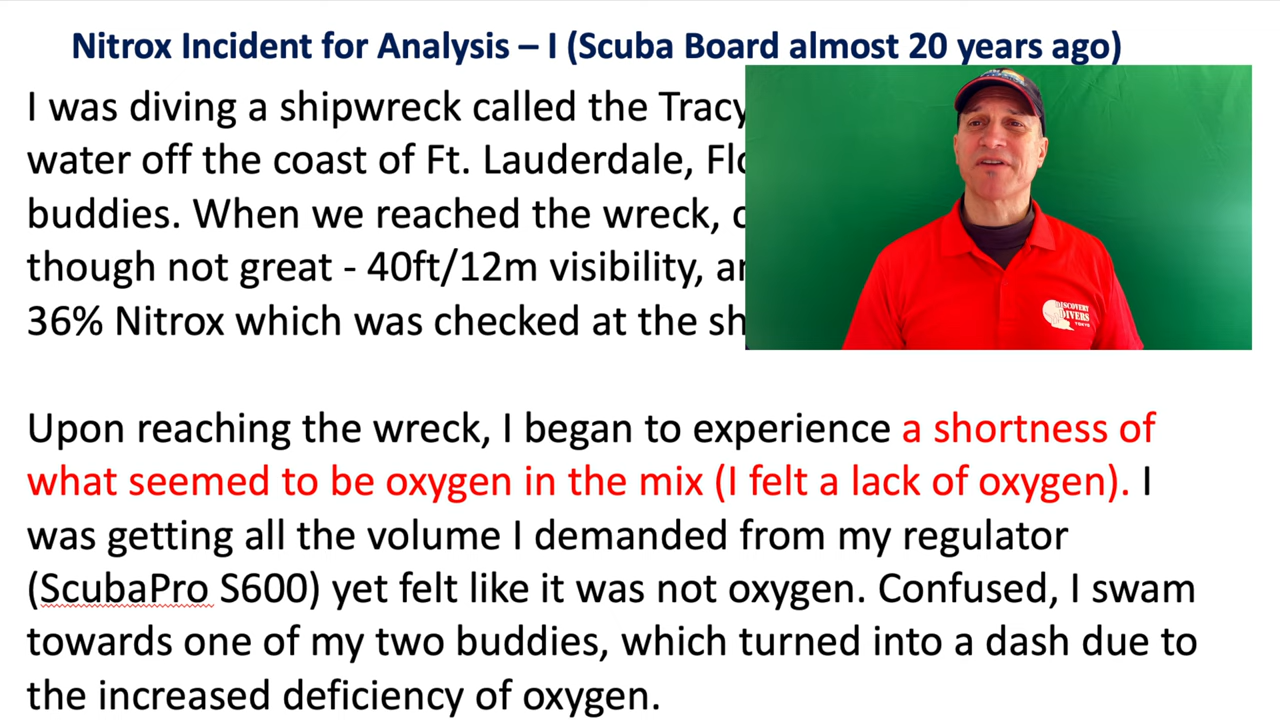 Nitrox Incident for Analysis – I (Scuba Board almost 20 years ago)
I was diving a shipwreck called the Tracy
water off the coast of Ft. Lauderdale,
buddies. When we reached the wreck,
though not great - 40ft/12m visibility,
36% Nitrox which was checked at the
DISCOVERY
DIVERS
TOKYO
Upon reaching the wreck, I began to experience a shortness of
what seemed to be oxygen in the mix (I felt a lack of oxygen). I
was getting all the volume I demanded from my regulator
(ScubaPro S600) yet felt like it was not oxygen. Confused, I swam
towards one of my two buddies, which turned into a dash due to
the increased deficiency of oxygen.